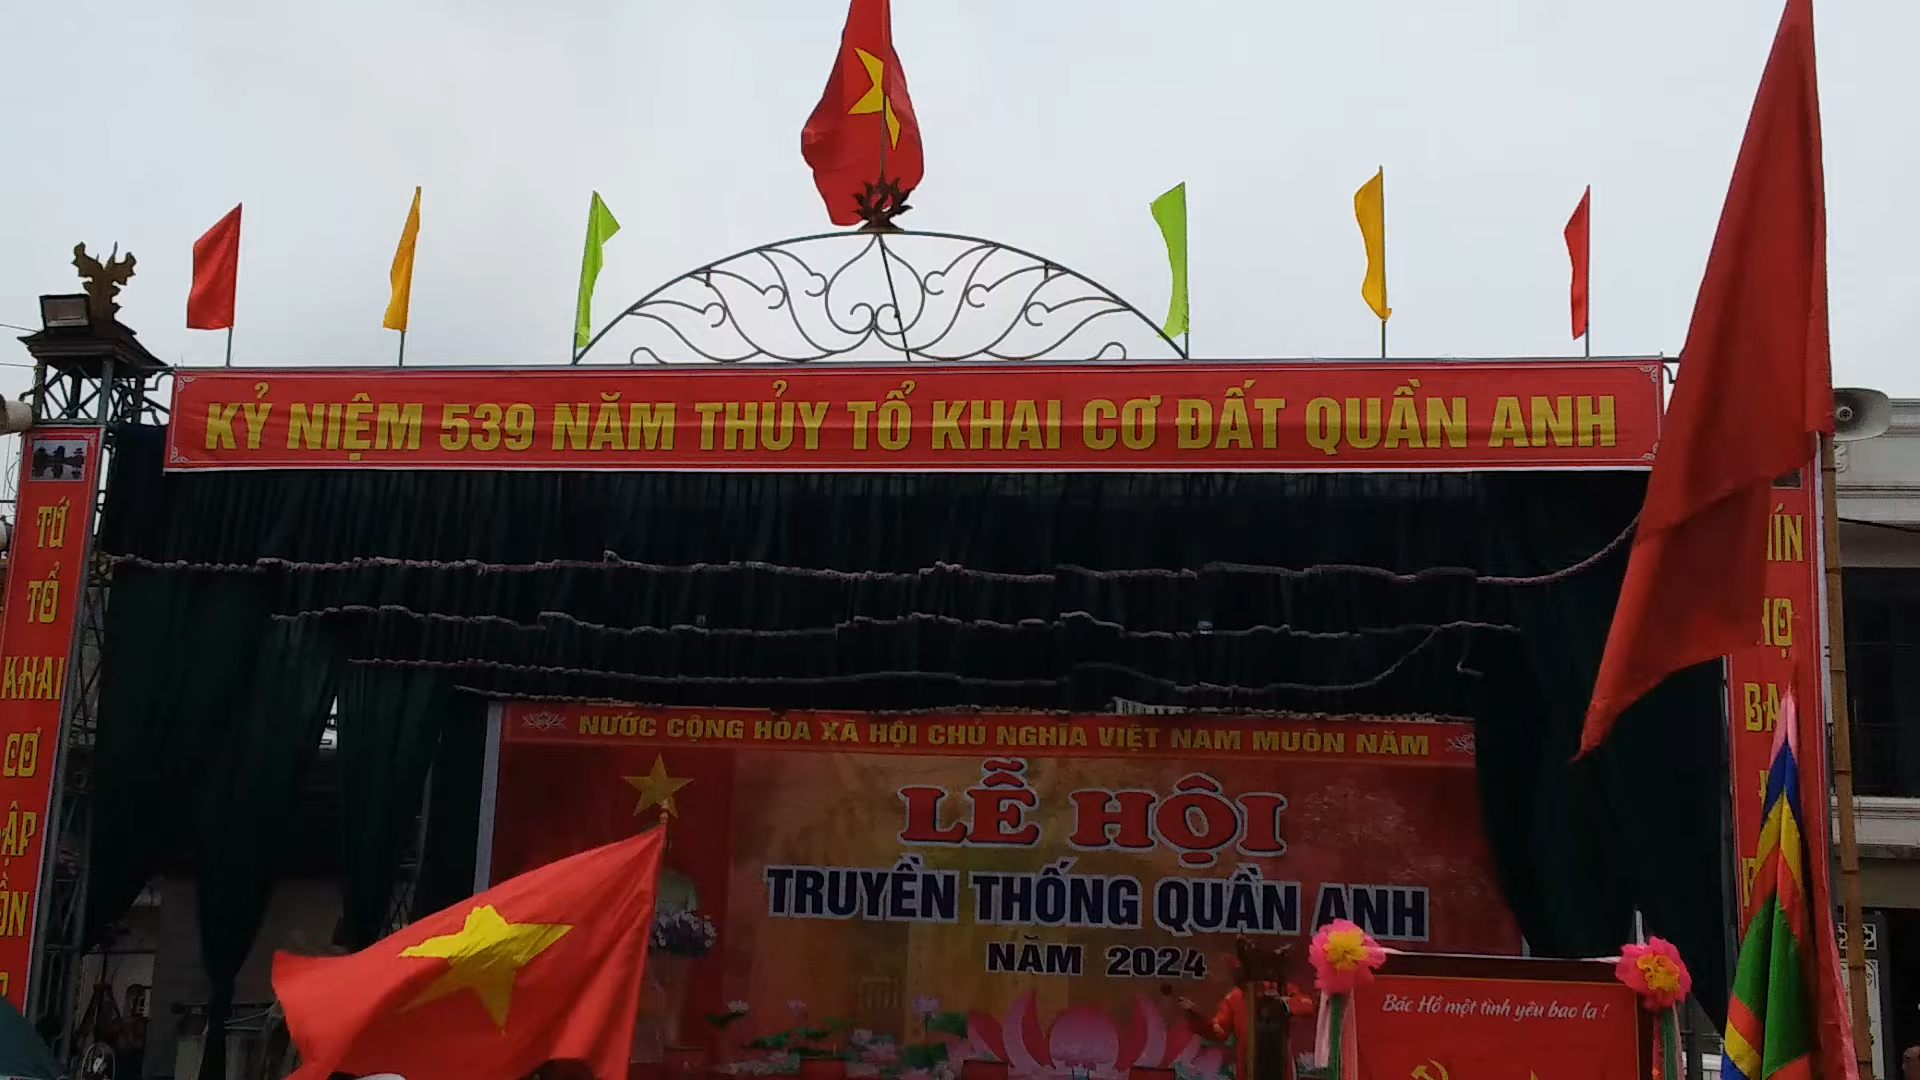 KỶ NIỆM 539 NĂM THỦY TỔ KHAI CƠ ĐẤT QUẦN ANH
TỨ
TỔ
KHAI
CƠ
NƯỚC CỘNG HÒA XÃ HỘI CHỦ NGHĨA VIỆT NAM MUÔN NĂM
LỄ HỘI
TRUYỀN THỐNG QUẦN ANH
NĂM 2024
Bác Hồ một tình yêu bao la !